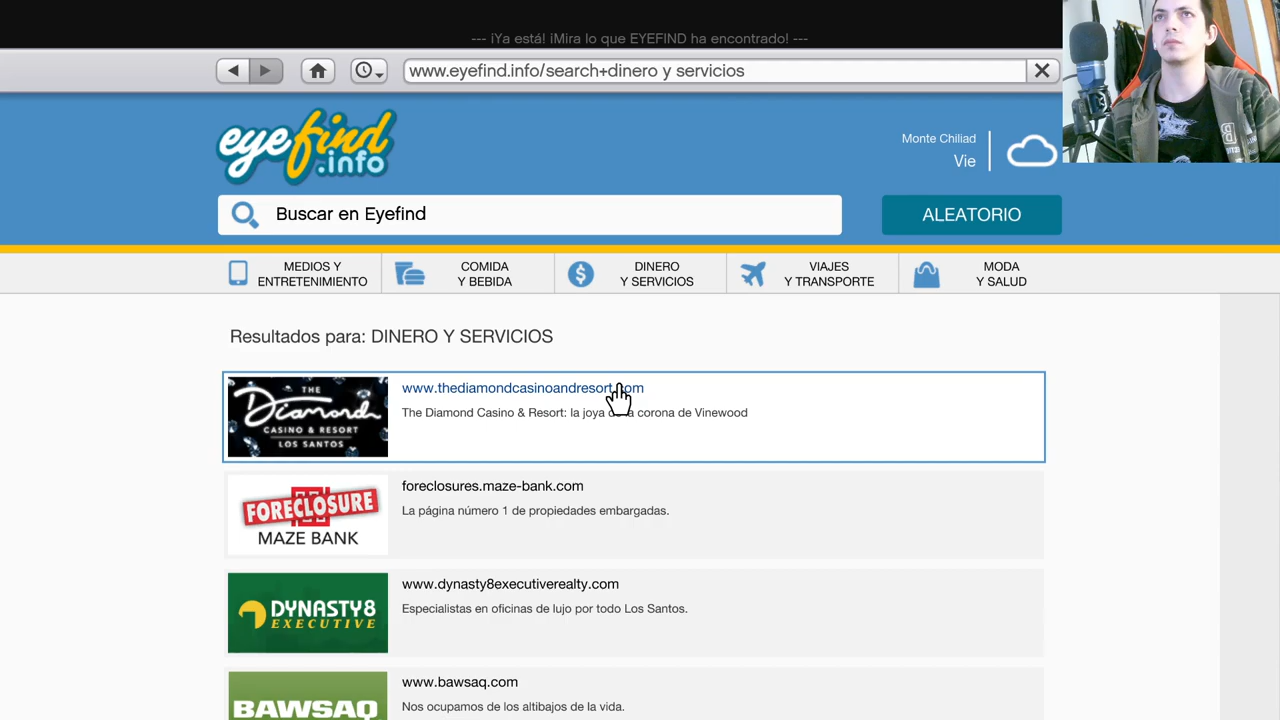 --- ¡Ya está! ¡Mira lo que EYEFIND ha encontrado! ---
www.eyefind.info/search+dinero y servicios
eyefind
.info
Monte Chiliad
Vie
Buscar en Eyefind
ALEATORIO
MEDIOS Y
ENTRETENIMIENTO
COMIDA
Y BEBIDA
DINERO
Y SERVICIOS
VIAJES
Y TRANSPORTE
MODA
Y SALUD
Resultados para: DINERO Y SERVICIOS
THE
Diamond
CASINO & RESORT
LOS SANTOS
www.thediamondcasinoandresort.com
The Diamond Casino & Resort: la joya de la corona de Vinewood
FORECLOSURE
MAZE BANK
foreclosures.maze-bank.com
La página número 1 de propiedades embargadas.
DYNASTY8
EXECUTIVE
www.dynasty8executiverealty.com
Especialistas en oficinas de lujo por todo Los Santos.
BAWSAQ
www.bawsaq.com
Nos ocupamos de los altibajos de la vida.